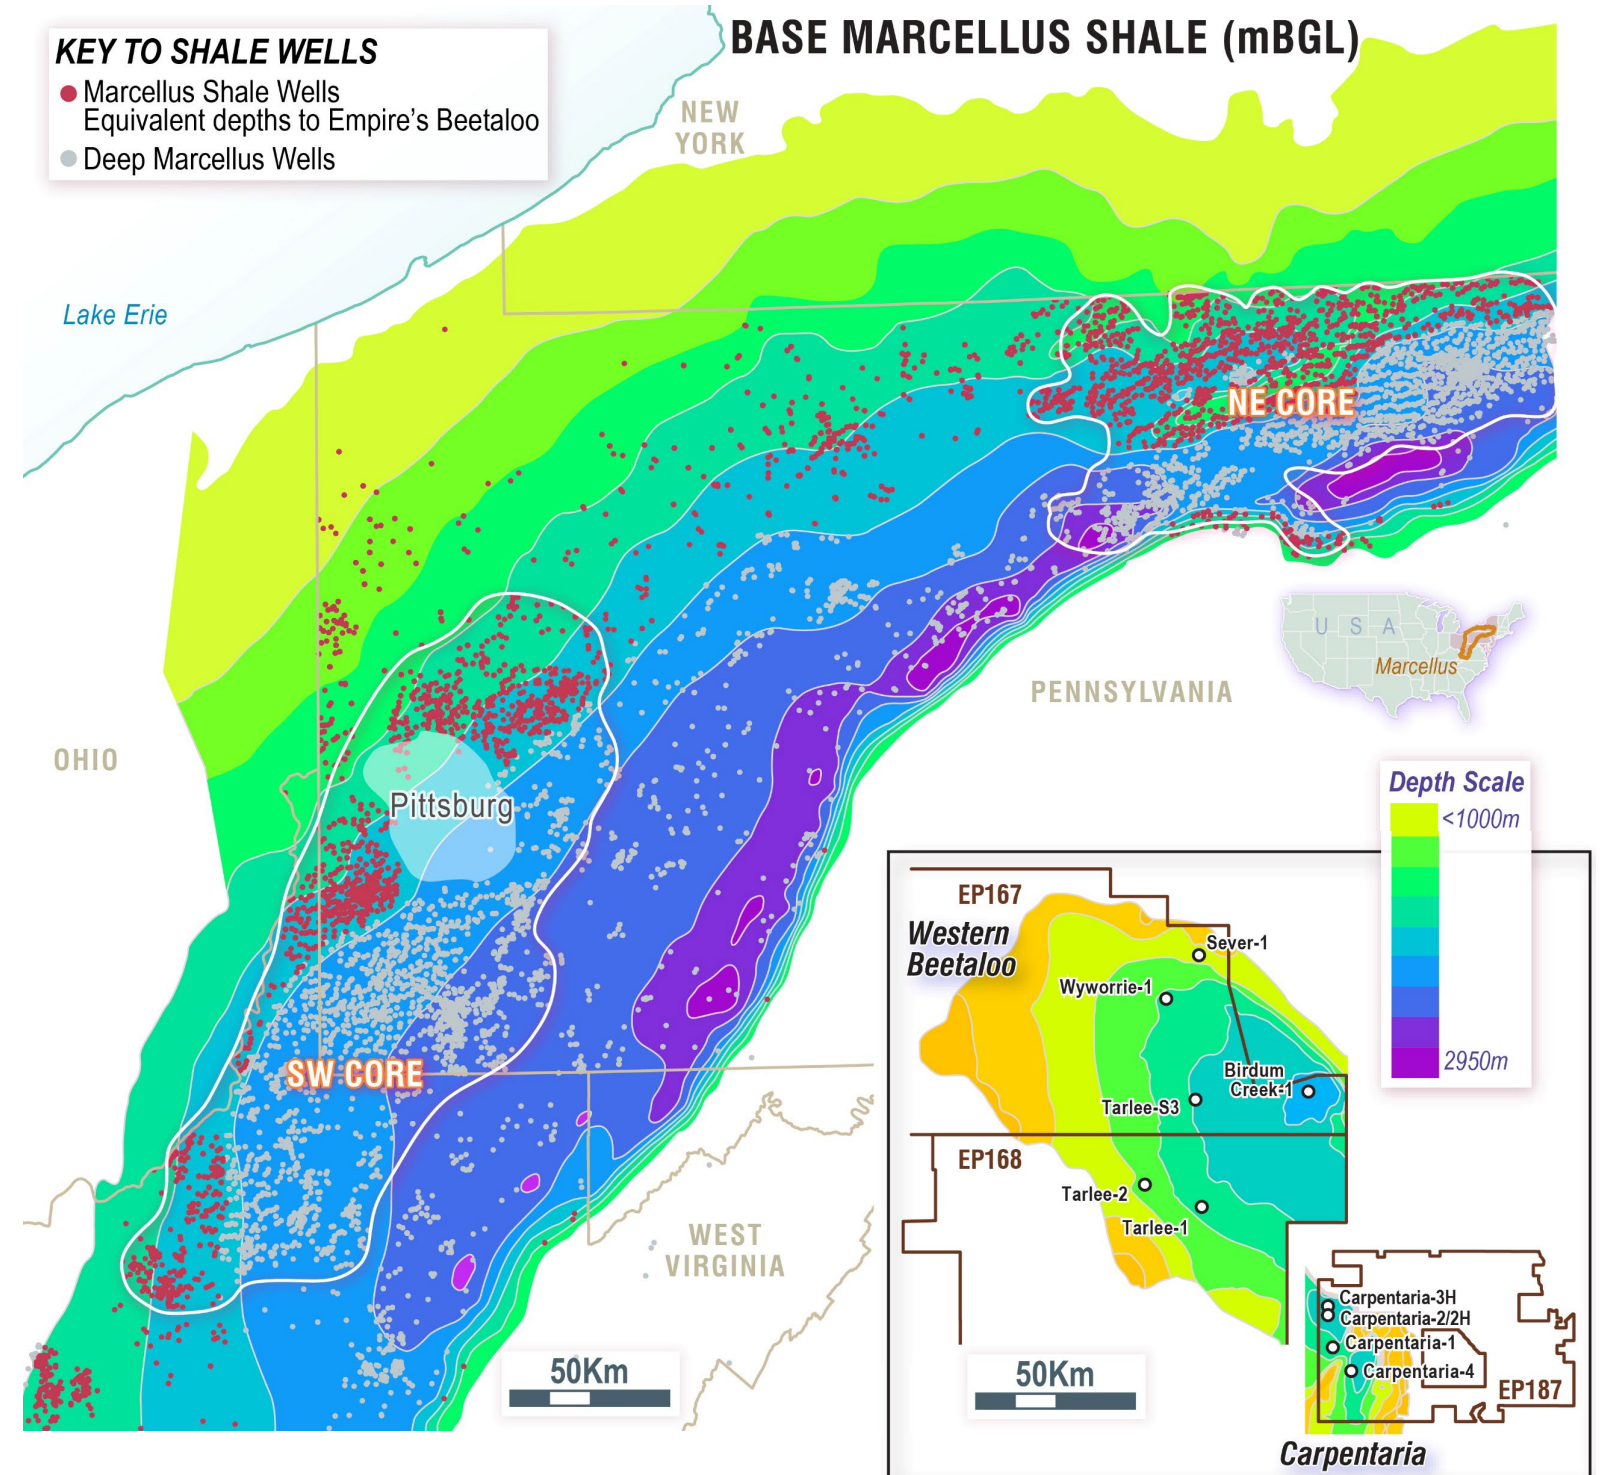 BASE MARCELLUS SHALE (mBGL)
KEY TO SHALE WELLS
Marcellus Shale Wells
Equivalent depths to Empire's Beetaloo
Deep Marcellus Wells
NEW
YORK
Lake Erie
NE CORE
U S A
Marcellus
PENNSYLVANIA
OHIO
Pittsburg
Depth Scale
<1000m
2950m
SW CORE
WEST
VIRGINIA
50Km
EP167
Western
Beetaloo
Sever-1
Wyworrie-1
Birdum
Creek-1
Tarlee-S3
EP168
Tarlee-2
Tarlee-1
50Km
Carpentaria-3H
Carpentaria-2/2H
Carpentaria-1
Carpentaria-4
EP187
Carpentaria